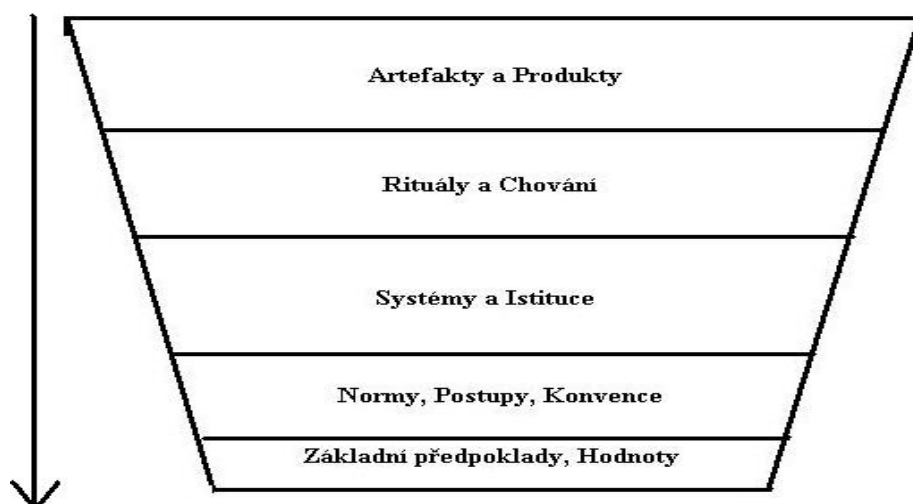 Artefakty a Produkty
Rituály a Chování
Systémy a Istituce
Normy, Postupy, Konvence
Základní předpoklady, Hodnoty